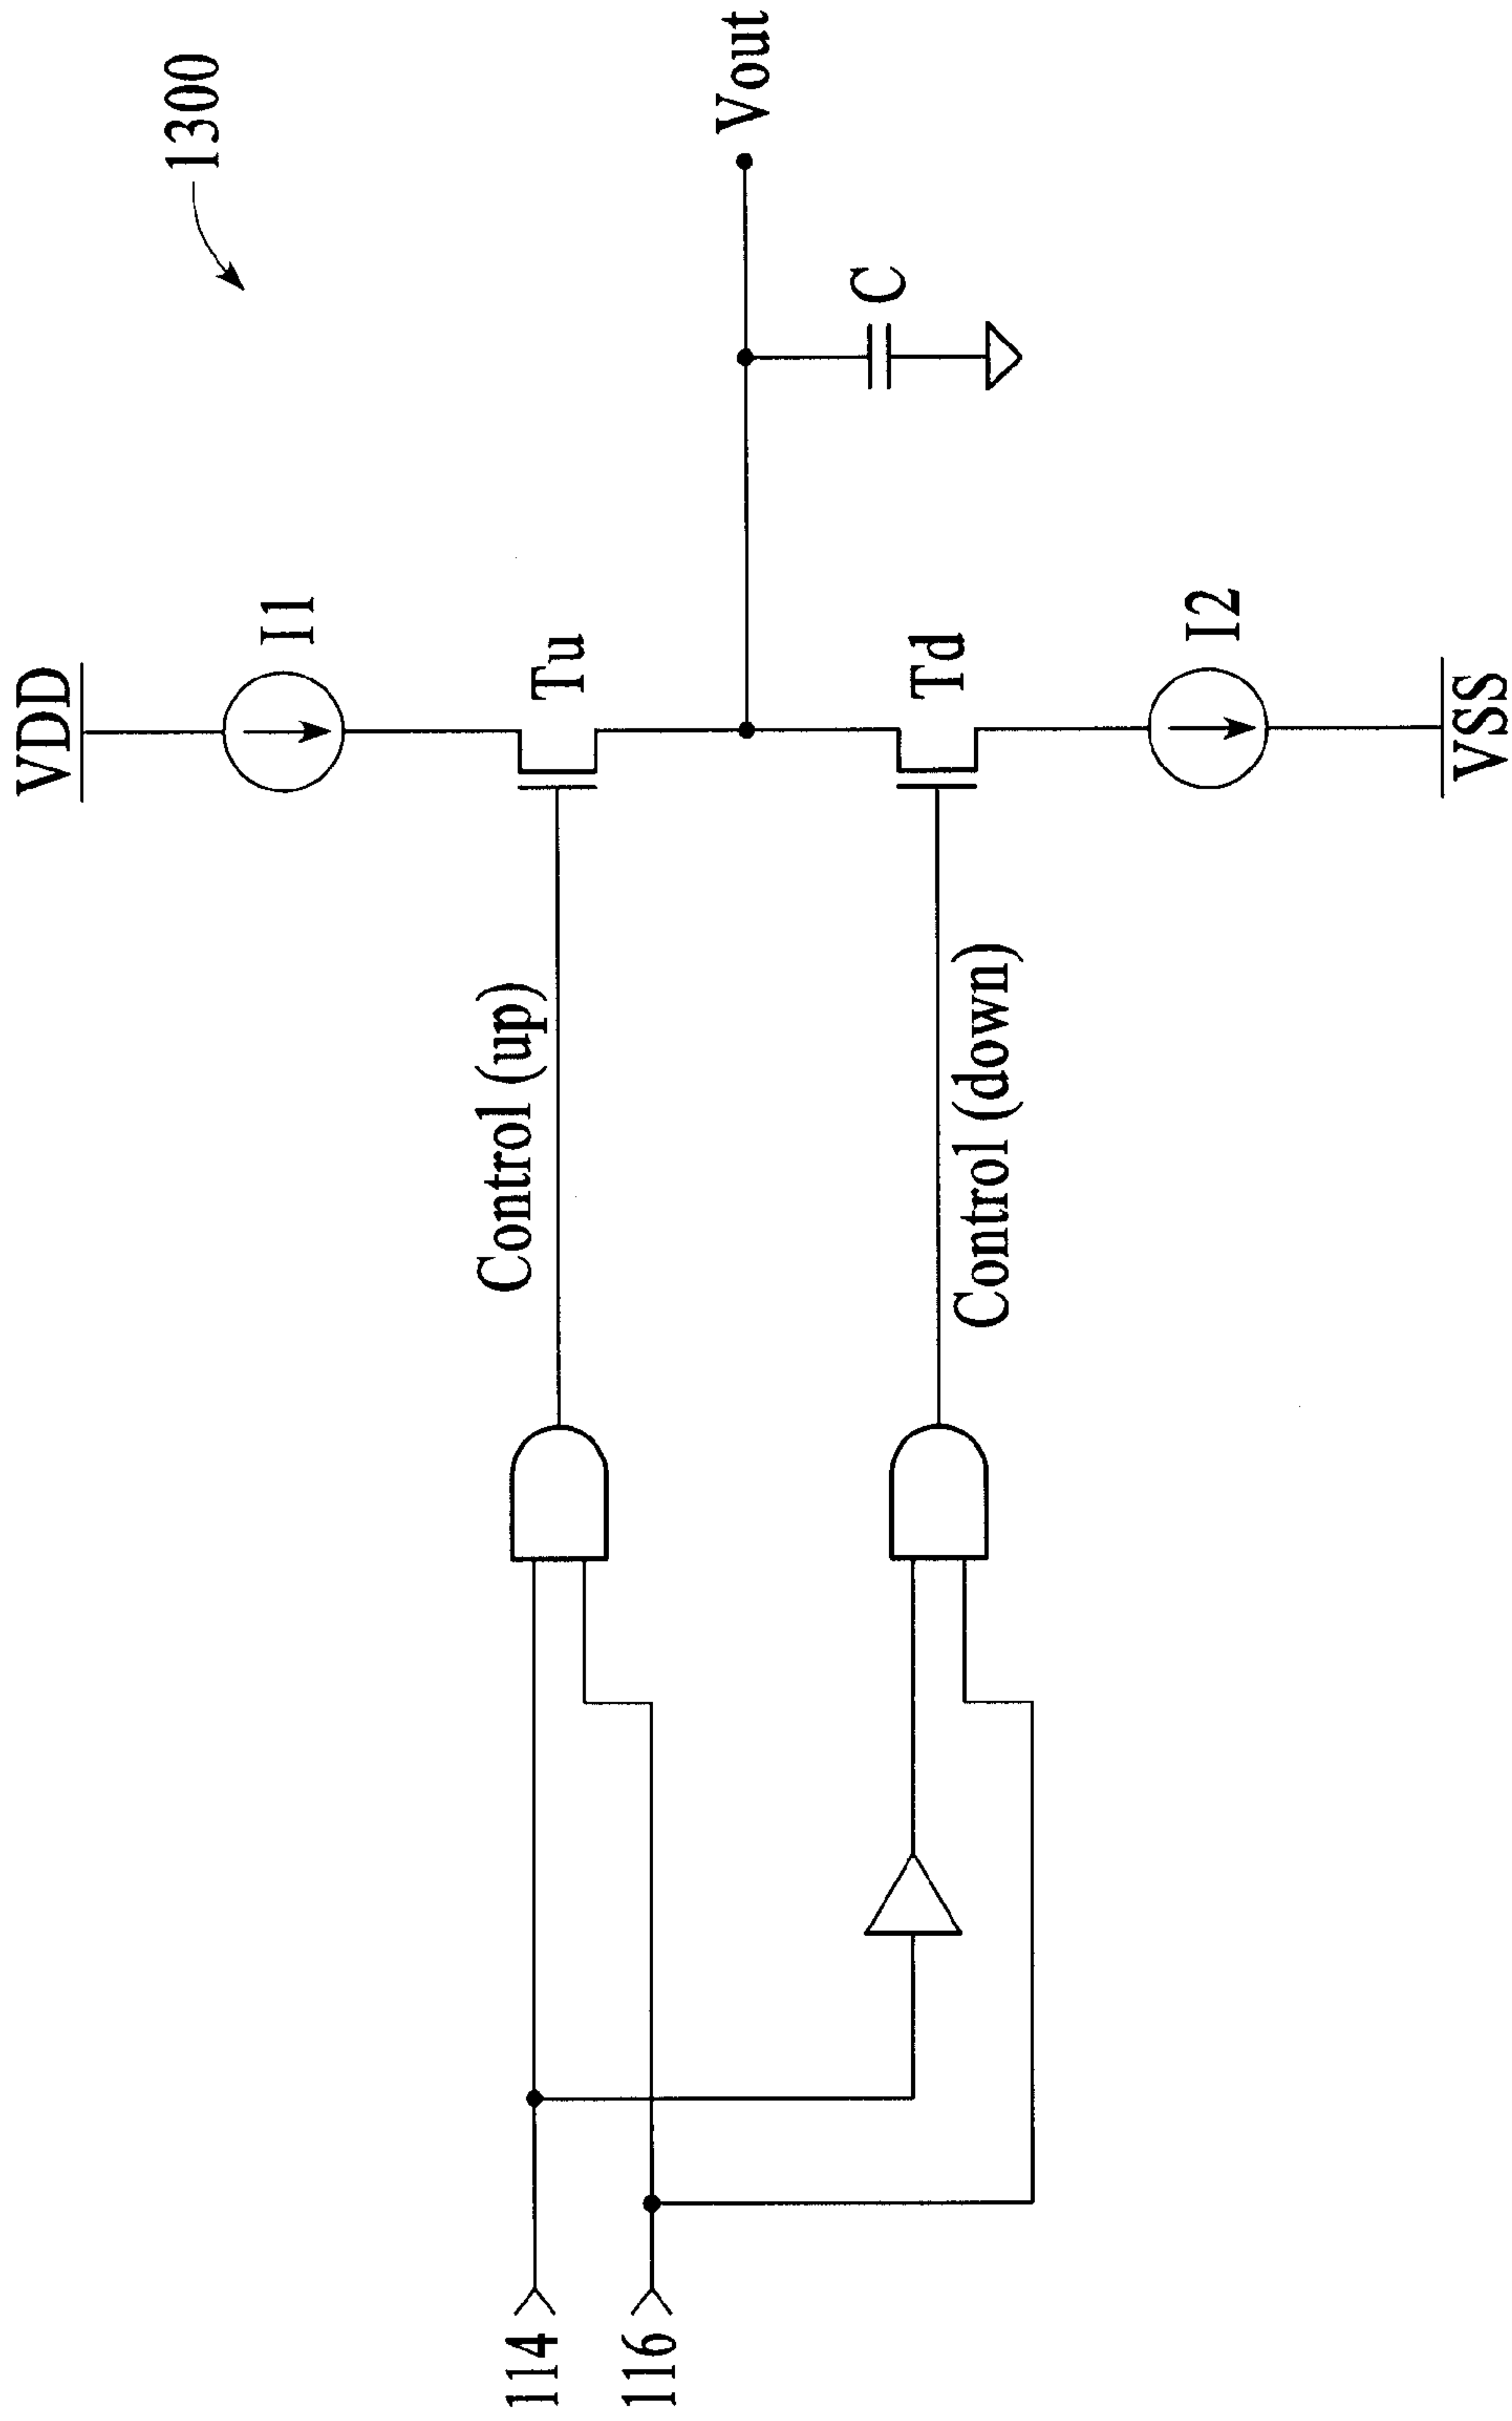 1300
VDD
I1
Tu
Control (up)
Vout
C
114
116
Td
Control (down)
I2
VSS